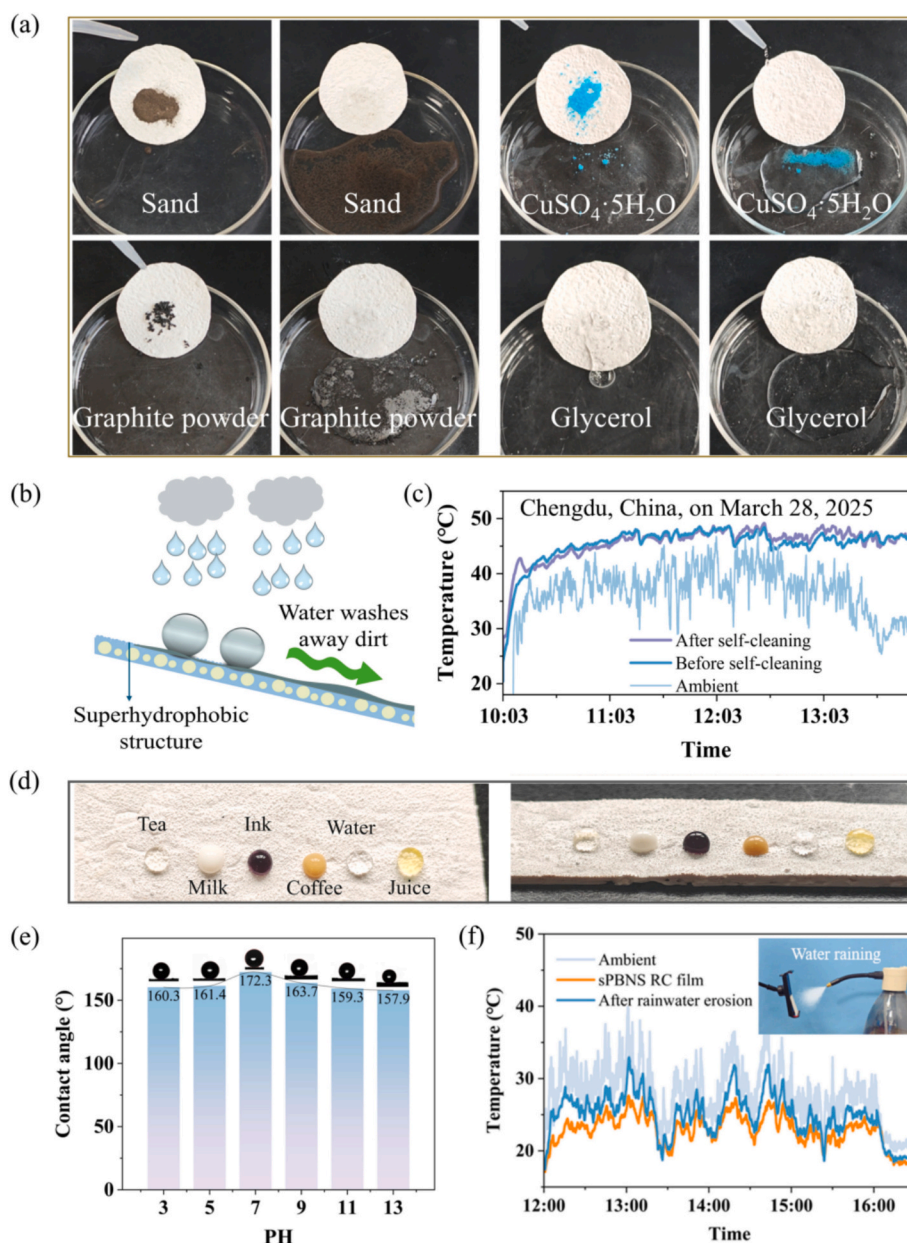 (a)
Sand
Sand
CuSO₄·5H₂O
CuSO₄·5H₂O
Graphite powder
Graphite powder
Glycerol
Glycerol
(b)
Water washes
away dirt
Superhydrophobic
structure
(c)
Chengdu, China, on March 28, 2025
Temperature (°C)
50
40
30
20
After self-cleaning
Before self-cleaning
Ambient
10:03
11:03
12:03
13:03
Time
(d)
Tea
Ink
Water
Milk
Coffee
Juice
(e)
Contact angle (°)
150
100
50
0
160.3
161.4
172.3
163.7
159.3
157.9
3
5
7
9
11
13
PH
(f)
Temperature (°C)
50
40
30
20
Ambient
sPBNS RC film
After rainwater erosion
Water raining
12:00
13:00
14:00
15:00
16:00
Time